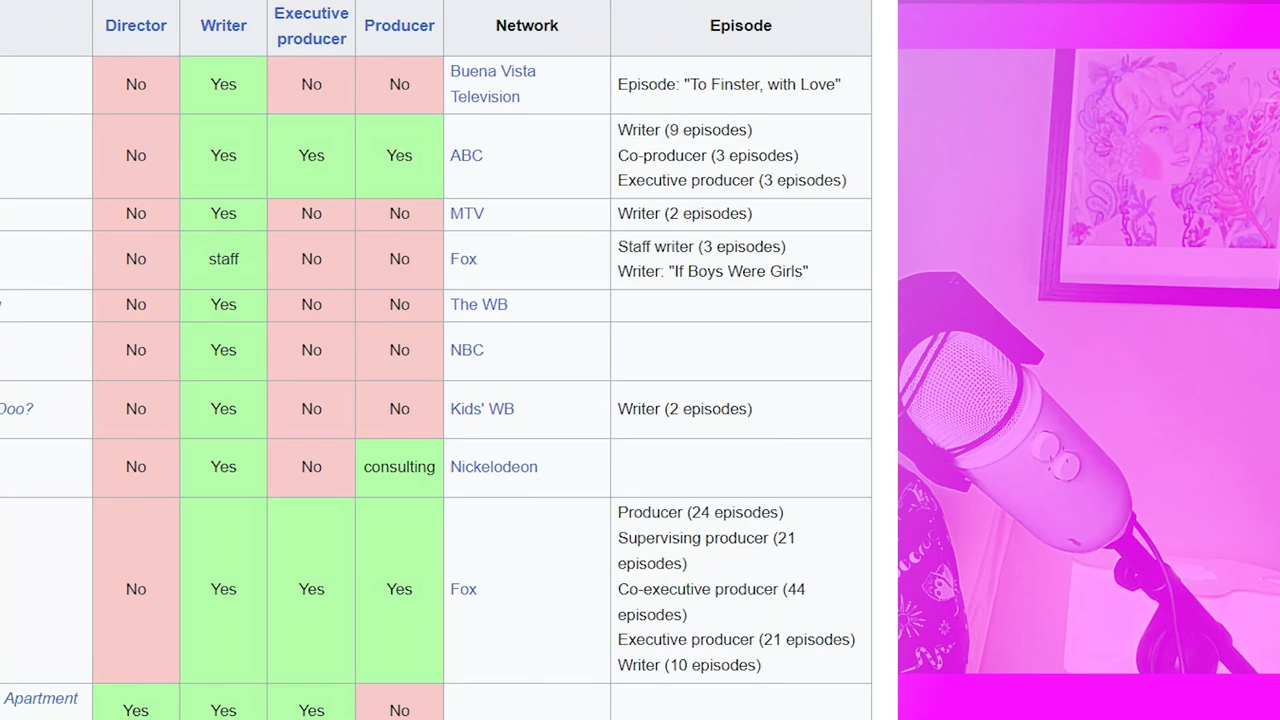 Director Writer Executive producer Producer Network Episode
No Yes No No Buena Vista Television Episode: "To Finster, with Love"
No Yes Yes Yes ABC Writer (9 episodes)
Co-producer (3 episodes)
Executive producer (3 episodes)
No Yes No No MTV Writer (2 episodes)
No staff No No Fox Staff writer (3 episodes)
Writer: "If Boys Were Girls"
No Yes No No The WB
No Yes No No NBC
Doo? No Yes No No Kids' WB Writer (2 episodes)
No Yes No consulting Nickelodeon
No Yes Yes Yes Fox Producer (24 episodes)
Supervising producer (21
episodes)
Co-executive producer (44
episodes)
Executive producer (21 episodes)
Writer (10 episodes)
Apartment Yes Yes Yes No